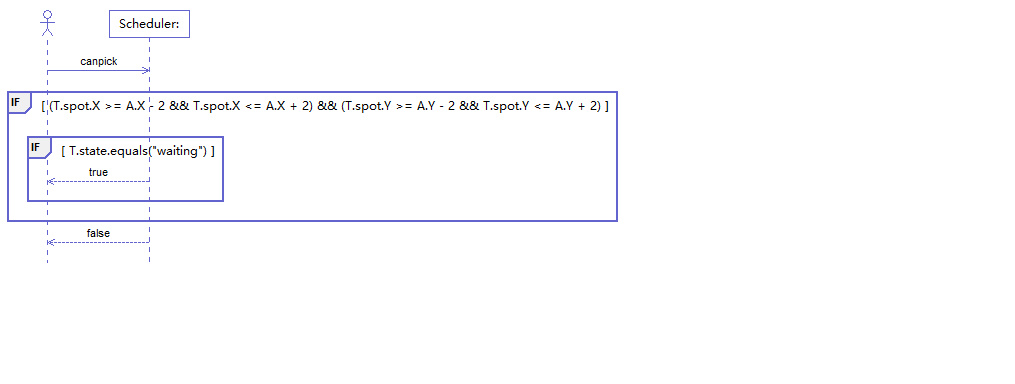 Scheduler:
canpick
IF
[ (T.spot.X >= A.X - 2 && T.spot.X <= A.X + 2) && (T.spot.Y >= A.Y - 2 && T.spot.Y <= A.Y + 2) ]
IF
[ T.state.equals("waiting") ]
true
false